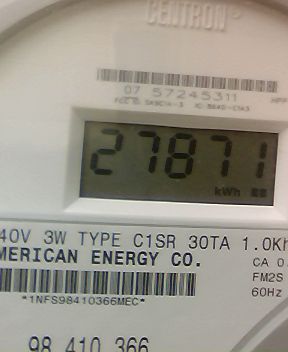 CENTRON®
07 57245311
27871
kWh
40V 3W TYPE C1SR 30TA 1.0Kh
MERICAN ENERGY CO.
CA 0.
FM2S
*1NFS98410366MEC*
60Hz
98 410 366